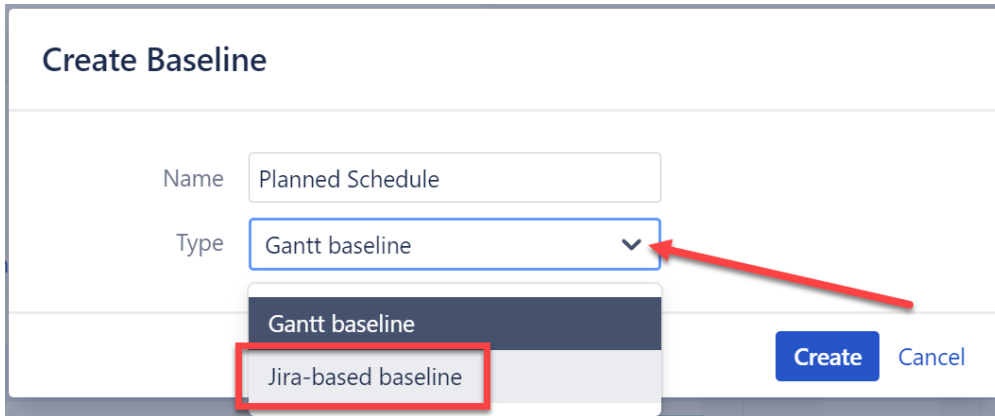 Create Baseline
Name Planned Schedule
Type Gantt baseline
Gantt baseline
Jira-based baseline
Create Cancel